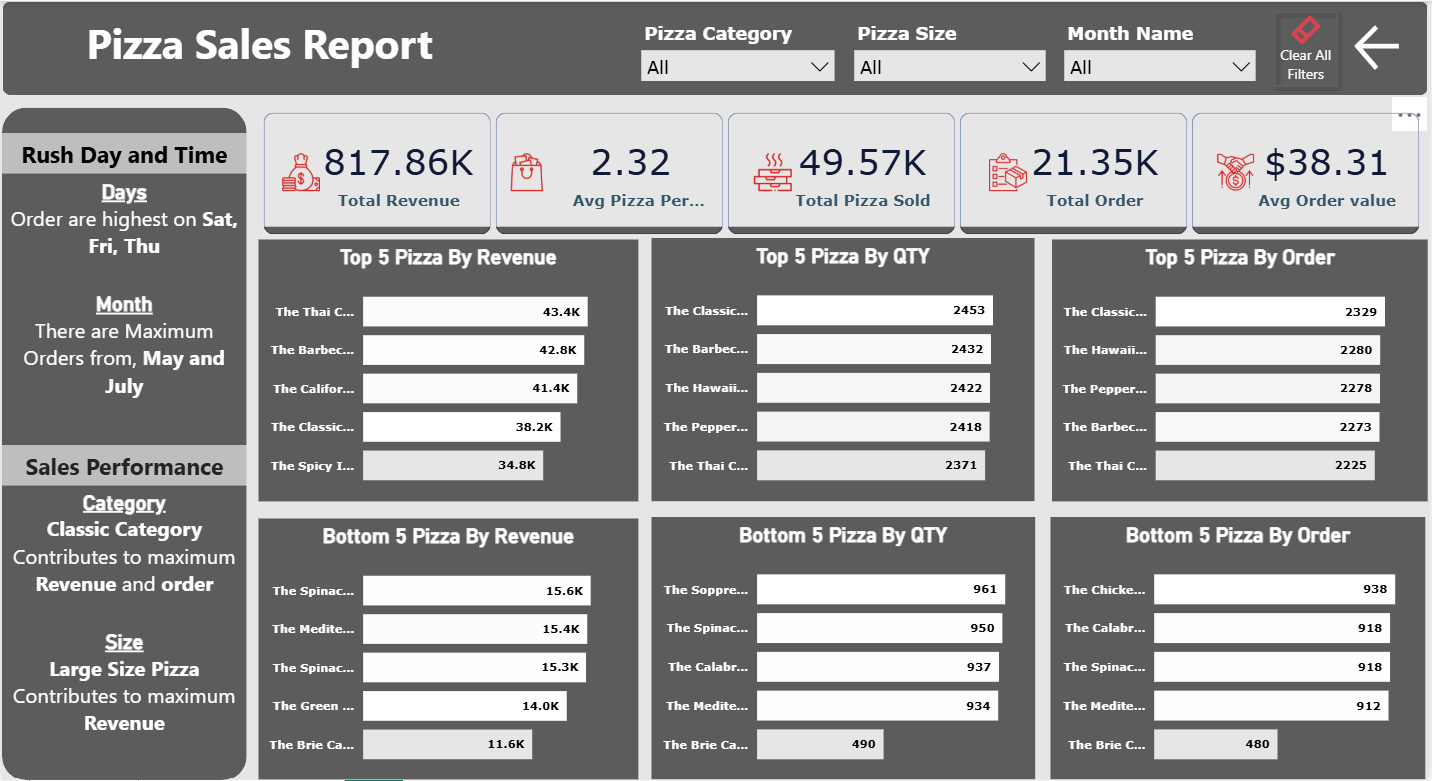 Pizza Sales Report
Pizza Category
All
Pizza Size
All
Month Name
All
Clear All
Filters
Rush Day and Time
Days
Order are highest on Sat,
Fri, Thu
Month
There are Maximum
Orders from, May and
July
Sales Performance
Category
Classic Category
Contributes to maximum
Revenue and order
Size
Large Size Pizza
Contributes to maximum
Revenue
817.86K
Total Revenue
2.32
Avg Pizza Per...
49.57K
Total Pizza Sold
21.35K
Total Order
$38.31
Avg Order value
Top 5 Pizza By Revenue
The Thai C... 43.4K
The Barbec... 42.8K
The Califor... 41.4K
The Classic... 38.2K
The Spicy I... 34.8K
Top 5 Pizza By QTY
The Classic... 2453
The Barbec... 2432
The Hawaii... 2422
The Pepper... 2418
The Thai C... 2371
Top 5 Pizza By Order
The Classic... 2329
The Hawaii... 2280
The Pepper... 2278
The Barbec... 2273
The Thai C... 2225
Bottom 5 Pizza By Revenue
The Spinac... 15.6K
The Medite... 15.4K
The Spinac... 15.3K
The Green ... 14.0K
The Brie Ca... 11.6K
Bottom 5 Pizza By QTY
The Soppre... 961
The Spinac... 950
The Calabr... 937
The Medite... 934
The Brie Ca... 490
Bottom 5 Pizza By Order
The Chicke... 938
The Calabr... 918
The Spinac... 918
The Medite... 912
The Brie C... 480